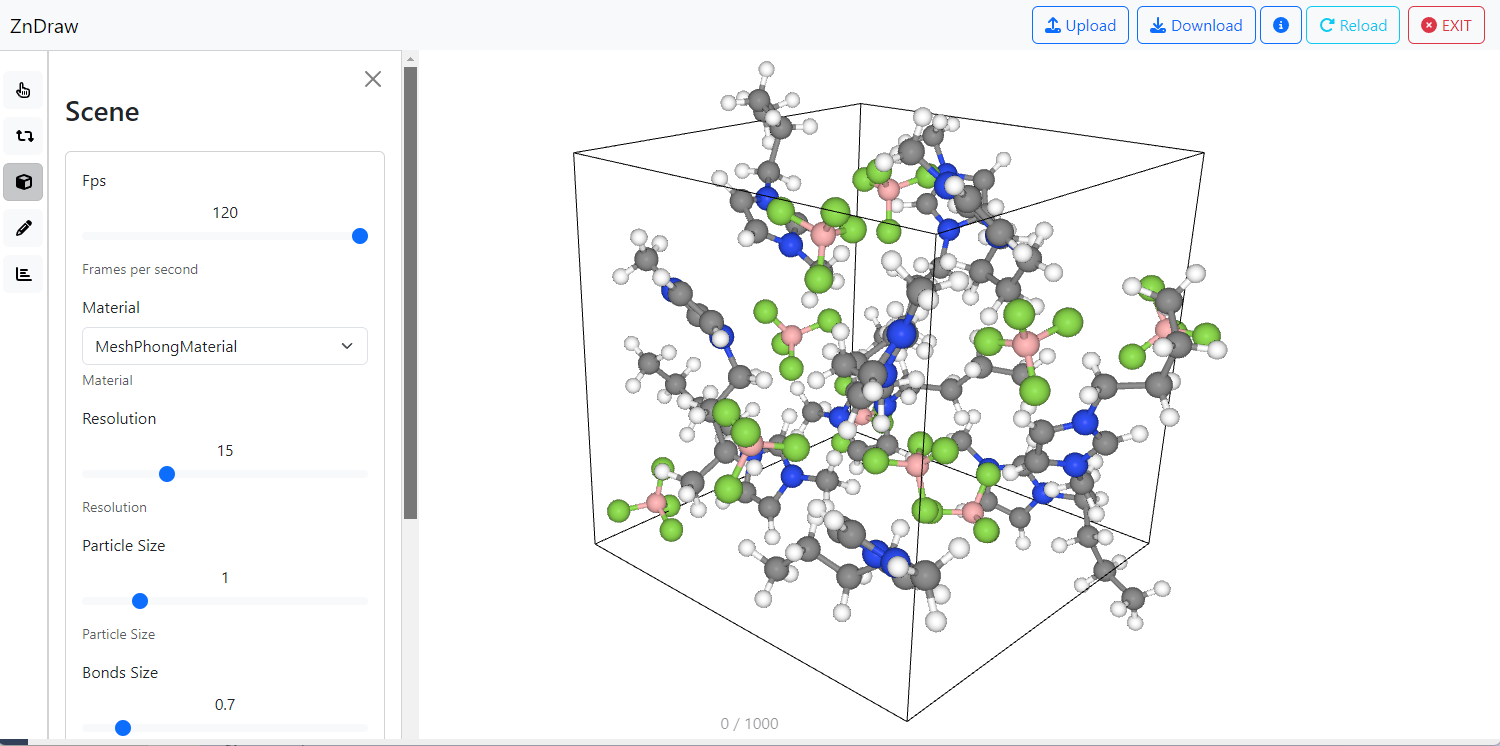 ZnDraw
Upload
Download
Reload
EXIT
Scene
Fps
120
Frames per second
Material
MeshPhongMaterial
Material
Resolution
15
Resolution
Particle Size
1
Particle Size
Bonds Size
0.7
0 / 1000